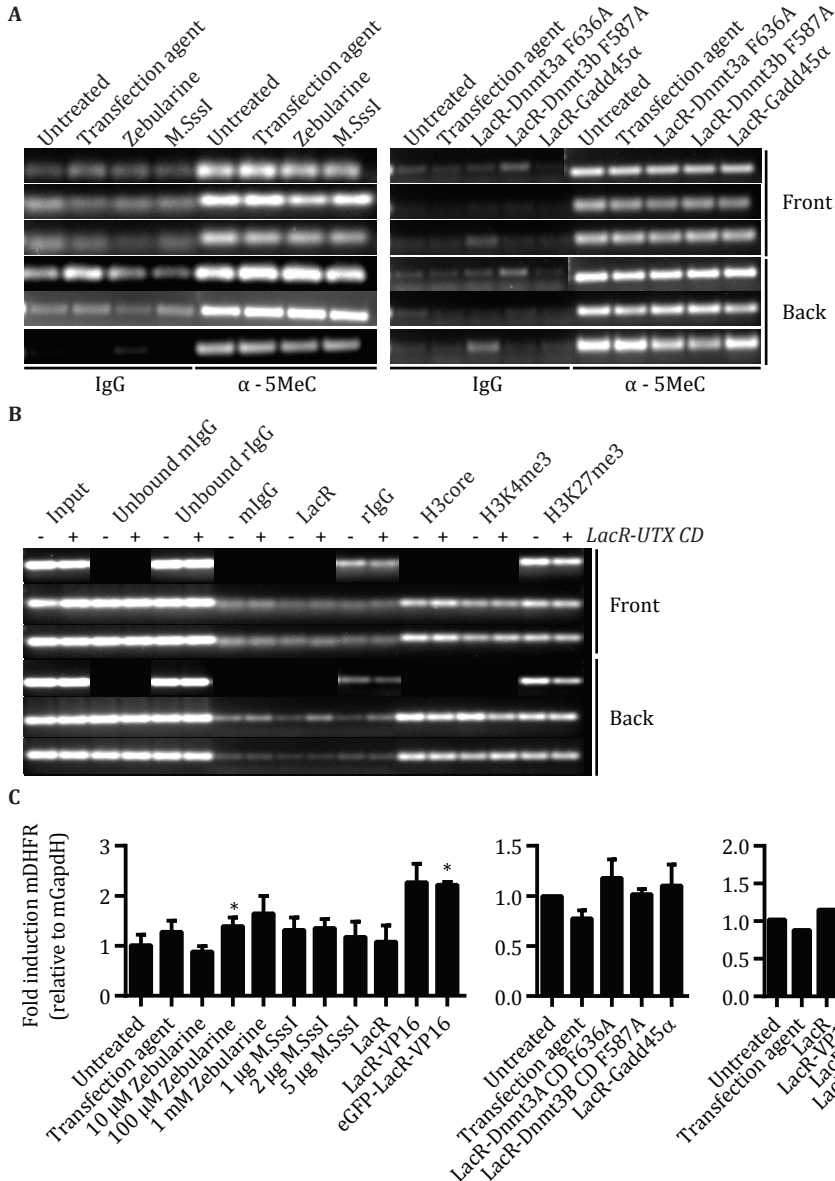 A
Untreated
Transfection agent
Zebularine
M.SssI
Untreated
Transfection agent
Zebularine
M.SssI
Untreated
Transfection agent
LacR-Dnmt3a F636A
LacR-Dnmt3b F587A
LacR-Gadd45α
Untreated
Transfection agent
LacR-Dnmt3a F636A
LacR-Dnmt3b F587A
LacR-Gadd45α
Front
Back
IgG
α - 5MeC
IgG
α - 5MeC
B
Input
Unbound mIgG
Unbound rIgG
mIgG
LacR
rIgG
H3core
H3K4me3
H3K27me3
- + - + - + - + - + - + - + - + - + LacR-UTX CD
Front
Back
C
Fold induction mDHFR
(relative to mGapdH)
3
2
1
0
Untreated
Transfection agent
10 µM Zebularine
100 µM Zebularine
1 mM Zebularine
1 µg M.SssI
2 µg M.SssI
5 µg M.SssI
LacR
LacR-VP16
eGFP-LacR-VP16
*
*
1.5
1.0
0.5
0.0
Untreated
Transfection agent
LacR-Dnmt3A CD F636A
LacR-Dnmt3B CD F587A
LacR-Gadd45α
2.0
1.5
1.0
0.5
0.0
Untreated
Transfection agent
LacR